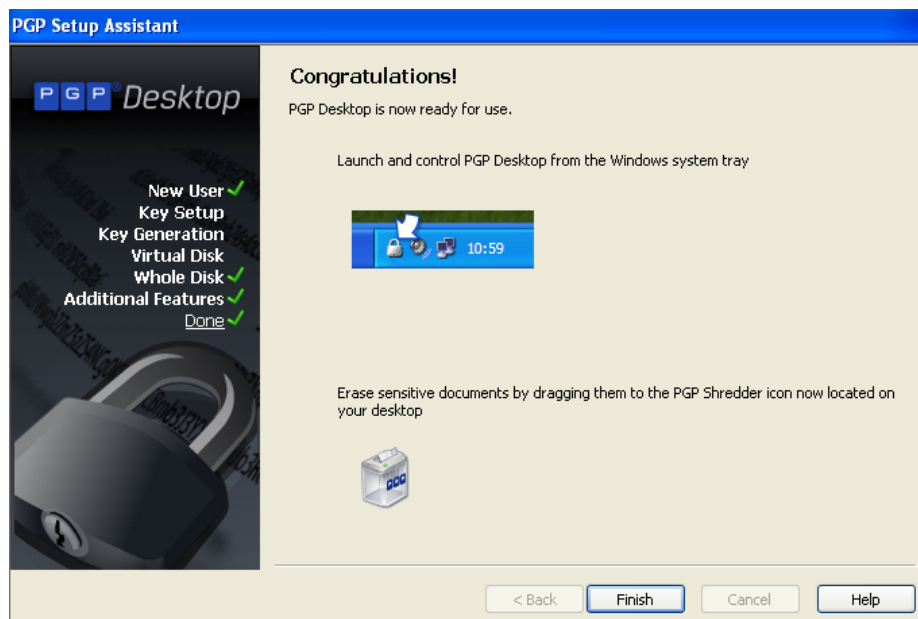 PGP Setup Assistant
PGP® Desktop
New User
Key Setup
Key Generation
Virtual Disk
Whole Disk
Additional Features
Done
Congratulations!
PGP Desktop is now ready for use.
Launch and control PGP Desktop from the Windows system tray
10:59
Erase sensitive documents by dragging them to the PGP Shredder icon now located on
your desktop
< Back
Finish
Cancel
Help